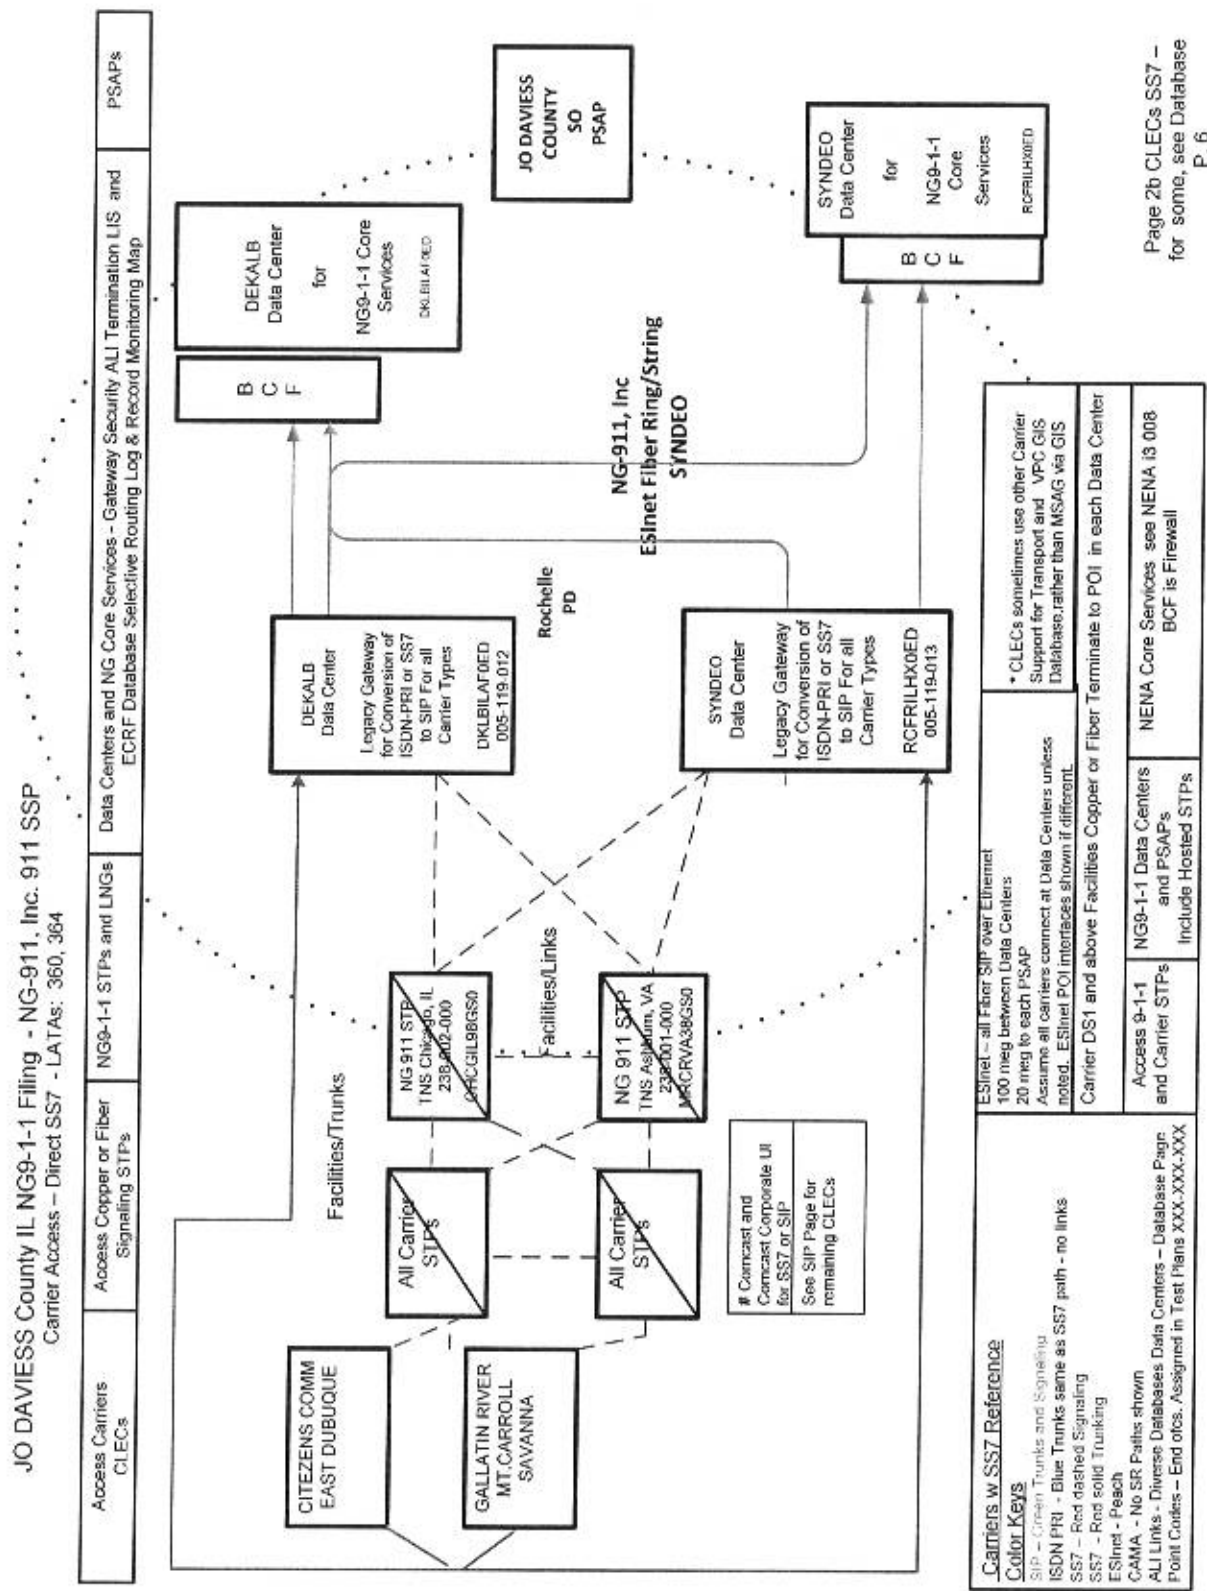 JO DAVIESS County IL NG9-1-1 Filing - NG-911, Inc. 911 SSP
Carrier Access – Direct SS7 - LATAs: 360, 364
Access Carriers
CLECs
Access Copper or Fiber
Signaling STPs
NG9-1-1 STPs and LNGs
Data Centers and NG Core Services - Gateway Security ALI Termination LIS and
ECRF Database Selective Routing Log & Record Monitoring Map
PSAPs
CITEZENS COMM
EAST DUBUQUE
GALLATIN RIVER
MT.CARROLL
SAVANNA
All Carrier
STPs
All Carrier
STPs
Facilities/Trunks
NG 911 STP
TNS Chicago, IL
238-002-000
CHCGIL98GS0
Facilities/Links
NG 911 STP
TNS Ashburn, VA
238-001-000
MRCRVA38GS0
# Comcast and
Comcast Corporate UI
for SS7 or SIP
See SIP Page for
remaining CLECs
DEKALB
Data Center
Legacy Gateway
for Conversion of
ISDN-PRI or SS7
to SIP For all
Carrier Types
DKLBILAF0ED
005-119-012
Rochelle
PD
SYNDEO
Data Center
Legacy Gateway
for Conversion of
ISDN-PRI or SS7
to SIP For all
Carrier Types
RCFRILHX0ED
005-119-013
NG-911, Inc
ESInet Fiber Ring/String
SYNDEO
B
C
F
DEKALB
Data Center
for
NG9-1-1 Core
Services
DKLBILAF0ED
JO DAVIESS
COUNTY
SO
PSAP
B
C
F
SYNDEO
Data Center
for
NG9-1-1
Core
Services
RCFRILHX0ED
Carriers w SS7 Reference
Color Keys
SIP – Green Trunks and Signaling
ISDN PRI - Blue Trunks same as SS7 path - no links
SS7 – Red dashed Signaling
SS7 - Red solid Trunking
ESInet - Peach
CAMA - No SR Paths shown
ALI Links - Diverse Databases Data Centers – Database Page
Point Codes – End ofcs, Assigned in Test Plans XXX-XXX-XXX
ESInet – all Fiber SIP over Ethernet
100 meg between Data Centers
20 meg to each PSAP
Assume all carriers connect at Data Centers unless
noted. ESInet POI interfaces shown if different.
* CLECs sometimes use other Carrier
Support for Transport and VPC GIS
Database,rather than MSAG via GIS
Carrier DS1 and above Facilities Copper or Fiber Terminate to POI in each Data Center
Access 9-1-1
and Carrier STPs
NG9-1-1 Data Centers
and PSAPs
Include Hosted STPs
NENA Core Services see NENA i3 008
BCF is Firewall
Page 2b CLECs SS7 –
for some, see Database
P. 6